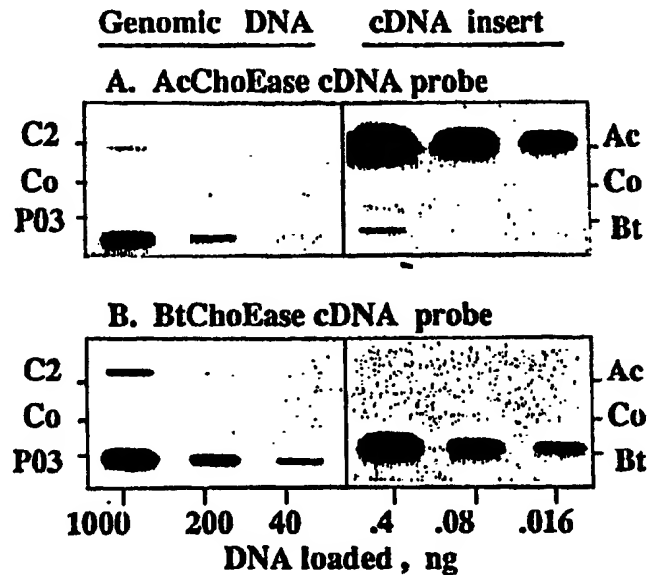 Genomic DNA cDNA insert
A. AcChoEase cDNA probe
C2 Ac
Co Co
P03 Bt
B. BtChoEase cDNA probe
C2 Ac
Co Co
P03 Bt
1000 200 40 .4 .08 .016
DNA loaded , ng